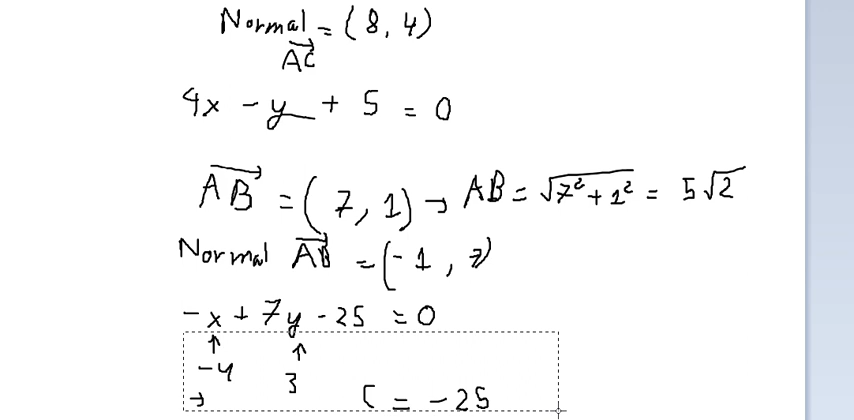 Normal AC = (8, 4)
4x - y + 5 = 0
AB = (7, 1) → AB = √7² + 1² = 5√2
Normal AB = (-1, 7)
-x + 7y - 25 = 0
↑ ↑
-4 3
→ C = -25